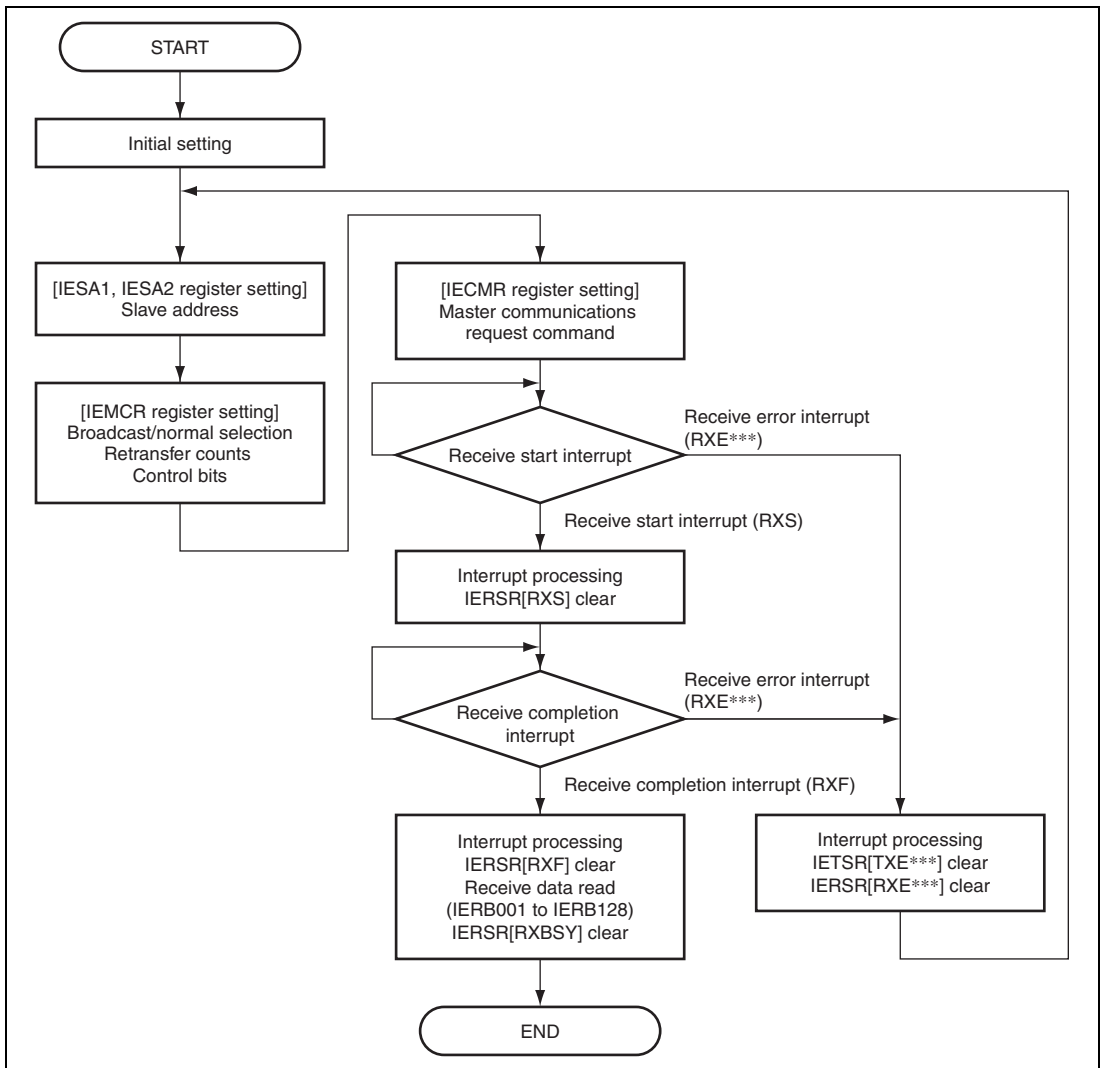 START
Initial setting
[IESA1, IESA2 register setting]
Slave address
[IEMCR register setting]
Broadcast/normal selection
Retransfer counts
Control bits
[IECMR register setting]
Master communications
request command
Receive start interrupt
Receive error interrupt
(RXE***)
Receive start interrupt (RXS)
Interrupt processing
IERSR[RXS] clear
Receive completion
interrupt
Receive error interrupt
(RXE***)
Receive completion interrupt (RXF)
Interrupt processing
IERSR[RXF] clear
Receive data read
(IERB001 to IERB128)
IERSR[RXBSY] clear
Interrupt processing
IETSR[TXE***] clear
IERSR[RXE***] clear
END